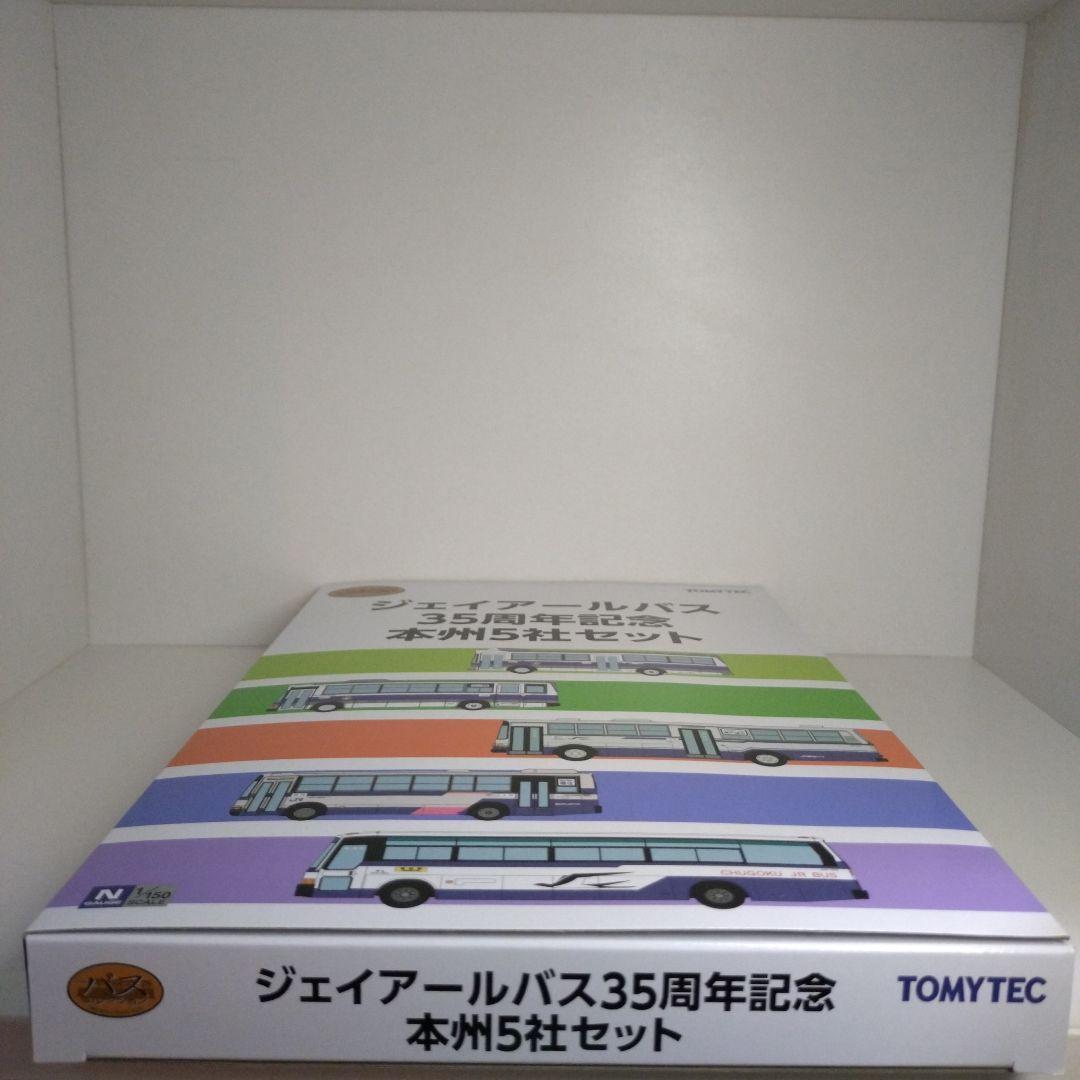 TOMYTEC
ジェイアールバス
35周年記念
本州5社セット
CHUGOKU JR BUS
N
GAUGE
1/150
SCALE
バス
ジェイアールバス35周年記念
本州5社セット
TOMYTEC